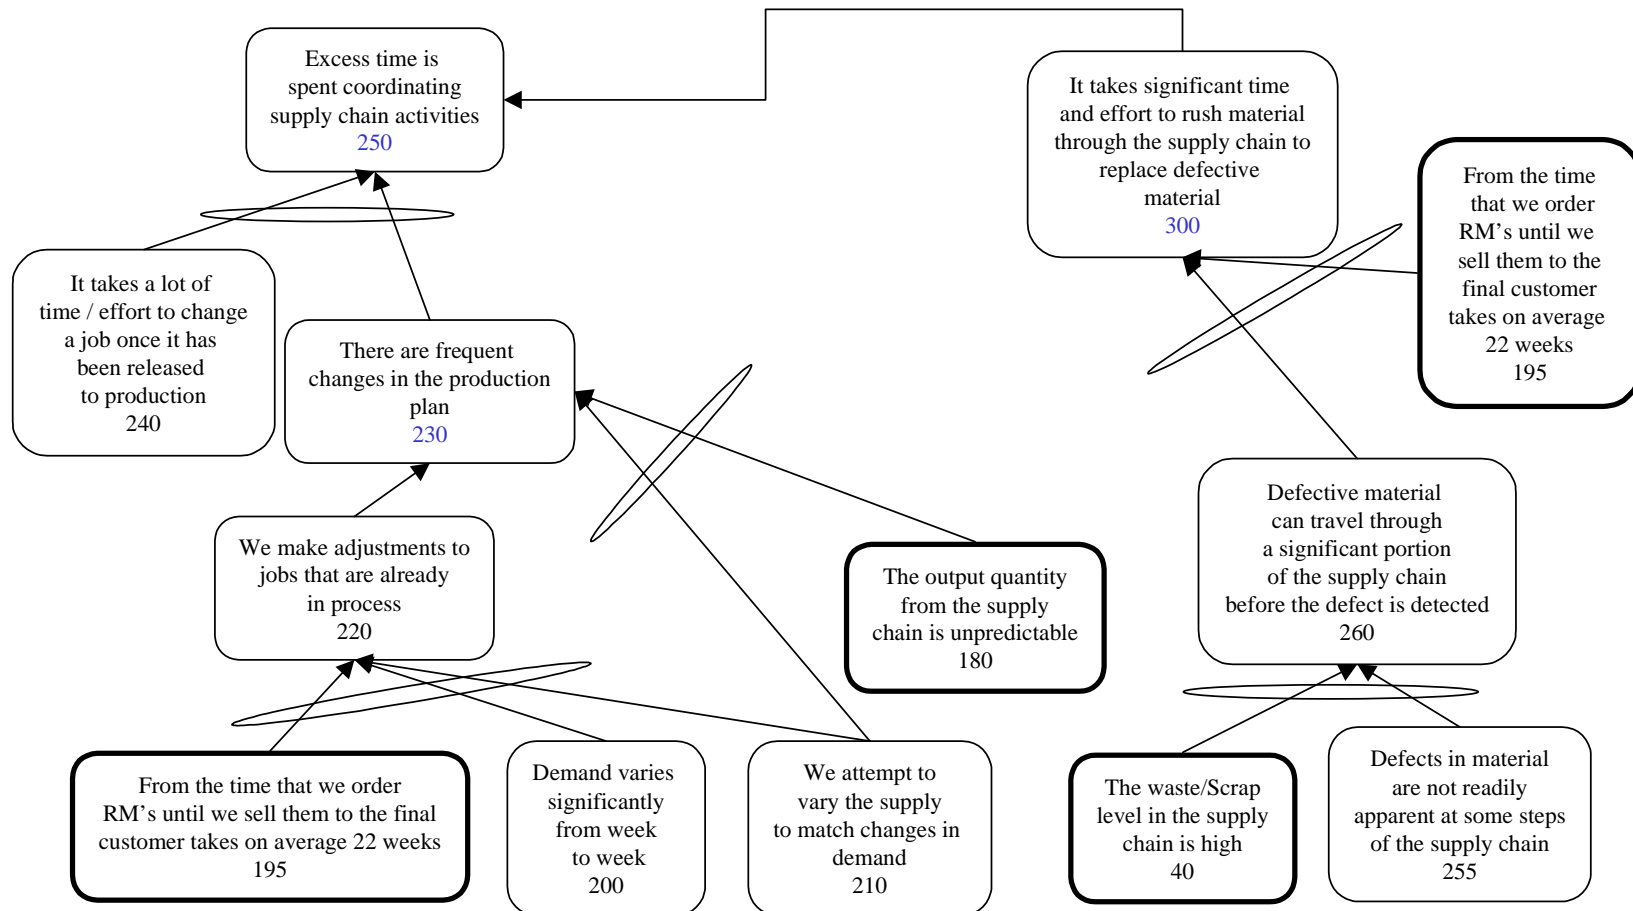 Excess time is
spent coordinating
supply chain activities
250
It takes significant time
and effort to rush material
through the supply chain to
replace defective
material
300
From the time
that we order
RM’s until we
sell them to the
final customer
takes on average
22 weeks
195
It takes a lot of
time / effort to change
a job once it has
been released
to production
240
There are frequent
changes in the production
plan
230
Defective material
can travel through
a significant portion
of the supply chain
before the defect is detected
260
We make adjustments to
jobs that are already
in process
220
The output quantity
from the supply
chain is unpredictable
180
From the time that we order
RM’s until we sell them to the final
customer takes on average 22 weeks
195
Demand varies
significantly
from week
to week
200
We attempt to
vary the supply
to match changes in
demand
210
The waste/Scrap
level in the supply
chain is high
40
Defects in material
are not readily
apparent at some steps
of the supply chain
255